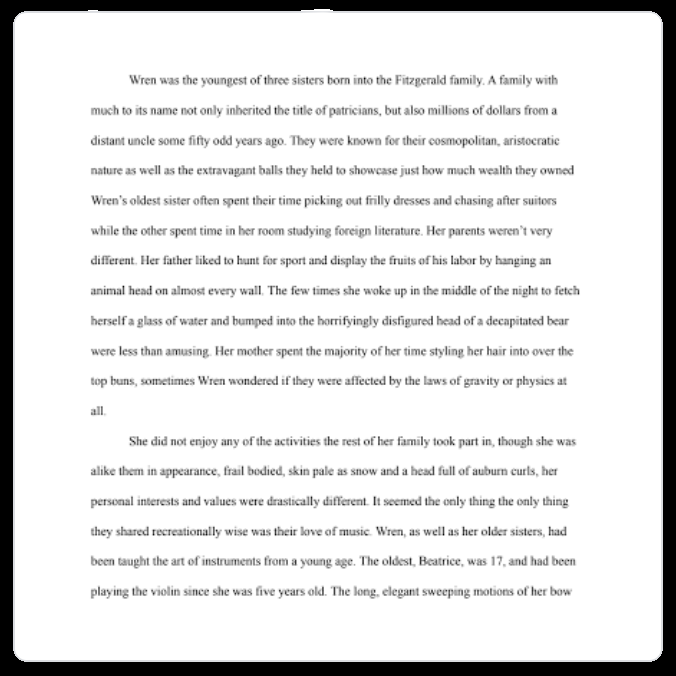 Wren was the youngest of three sisters born into the Fitzgerald family. A family with
much to its name not only inherited the title of patricians, but also millions of dollars from a
distant uncle some fifty odd years ago. They were known for their cosmopolitan, aristocratic
nature as well as the extravagant balls they held to showcase just how much wealth they owned
Wren's oldest sister often spent their time picking out frilly dresses and chasing after suitors
while the other spent time in her room studying foreign literature. Her parents weren't very
different. Her father liked to hunt for sport and display the fruits of his labor by hanging an
animal head on almost every wall. The few times she woke up in the middle of the night to fetch
herself a glass of water and bumped into the horrifyingly disfigured head of a decapitated bear
were less than amusing. Her mother spent the majority of her time styling her hair into over the
top buns, sometimes Wren wondered if they were affected by the laws of gravity or physics at
all.
She did not enjoy any of the activities the rest of her family took part in, though she was
alike them in appearance, frail bodied, skin pale as snow and a head full of auburn curls, her
personal interests and values were drastically different. It seemed the only thing the only thing
they shared recreationally wise was their love of music. Wren, as well as her older sisters, had
been taught the art of instruments from a young age. The oldest, Beatrice, was 17, and had been
playing the violin since she was five years old. The long, elegant sweeping motions of her bow